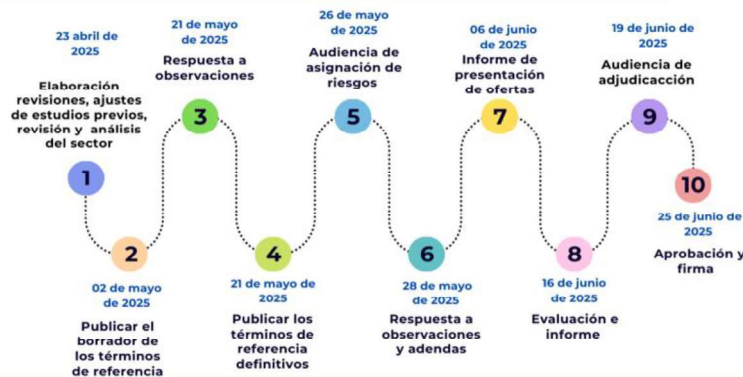 23 abril de
2025
Elaboración
revisiones, ajustes
de estudios previos,
revisión y análisis
del sector
1
02 de mayo
de 2025
Publicar el
borrador de
los términos
de referencia
2
21 de mayo
de 2025
Respuesta a
observaciones
3
21 de mayo de
2025
Publicar los
términos de
referencia
definitivos
4
26 de mayo
de 2025
Audiencia de
asignación de
riesgos
5
28 de mayo de
2025
Respuesta a
observaciones
y adendas
6
06 de junio
de 2025
Informe de
presentación
de ofertas
7
16 de junio
de 2025
Evaluación e
informe
8
19 de junio de
2025
Audiencia de
adjudicacción
9
10
25 de junio de
2025
Aprobación y
firma